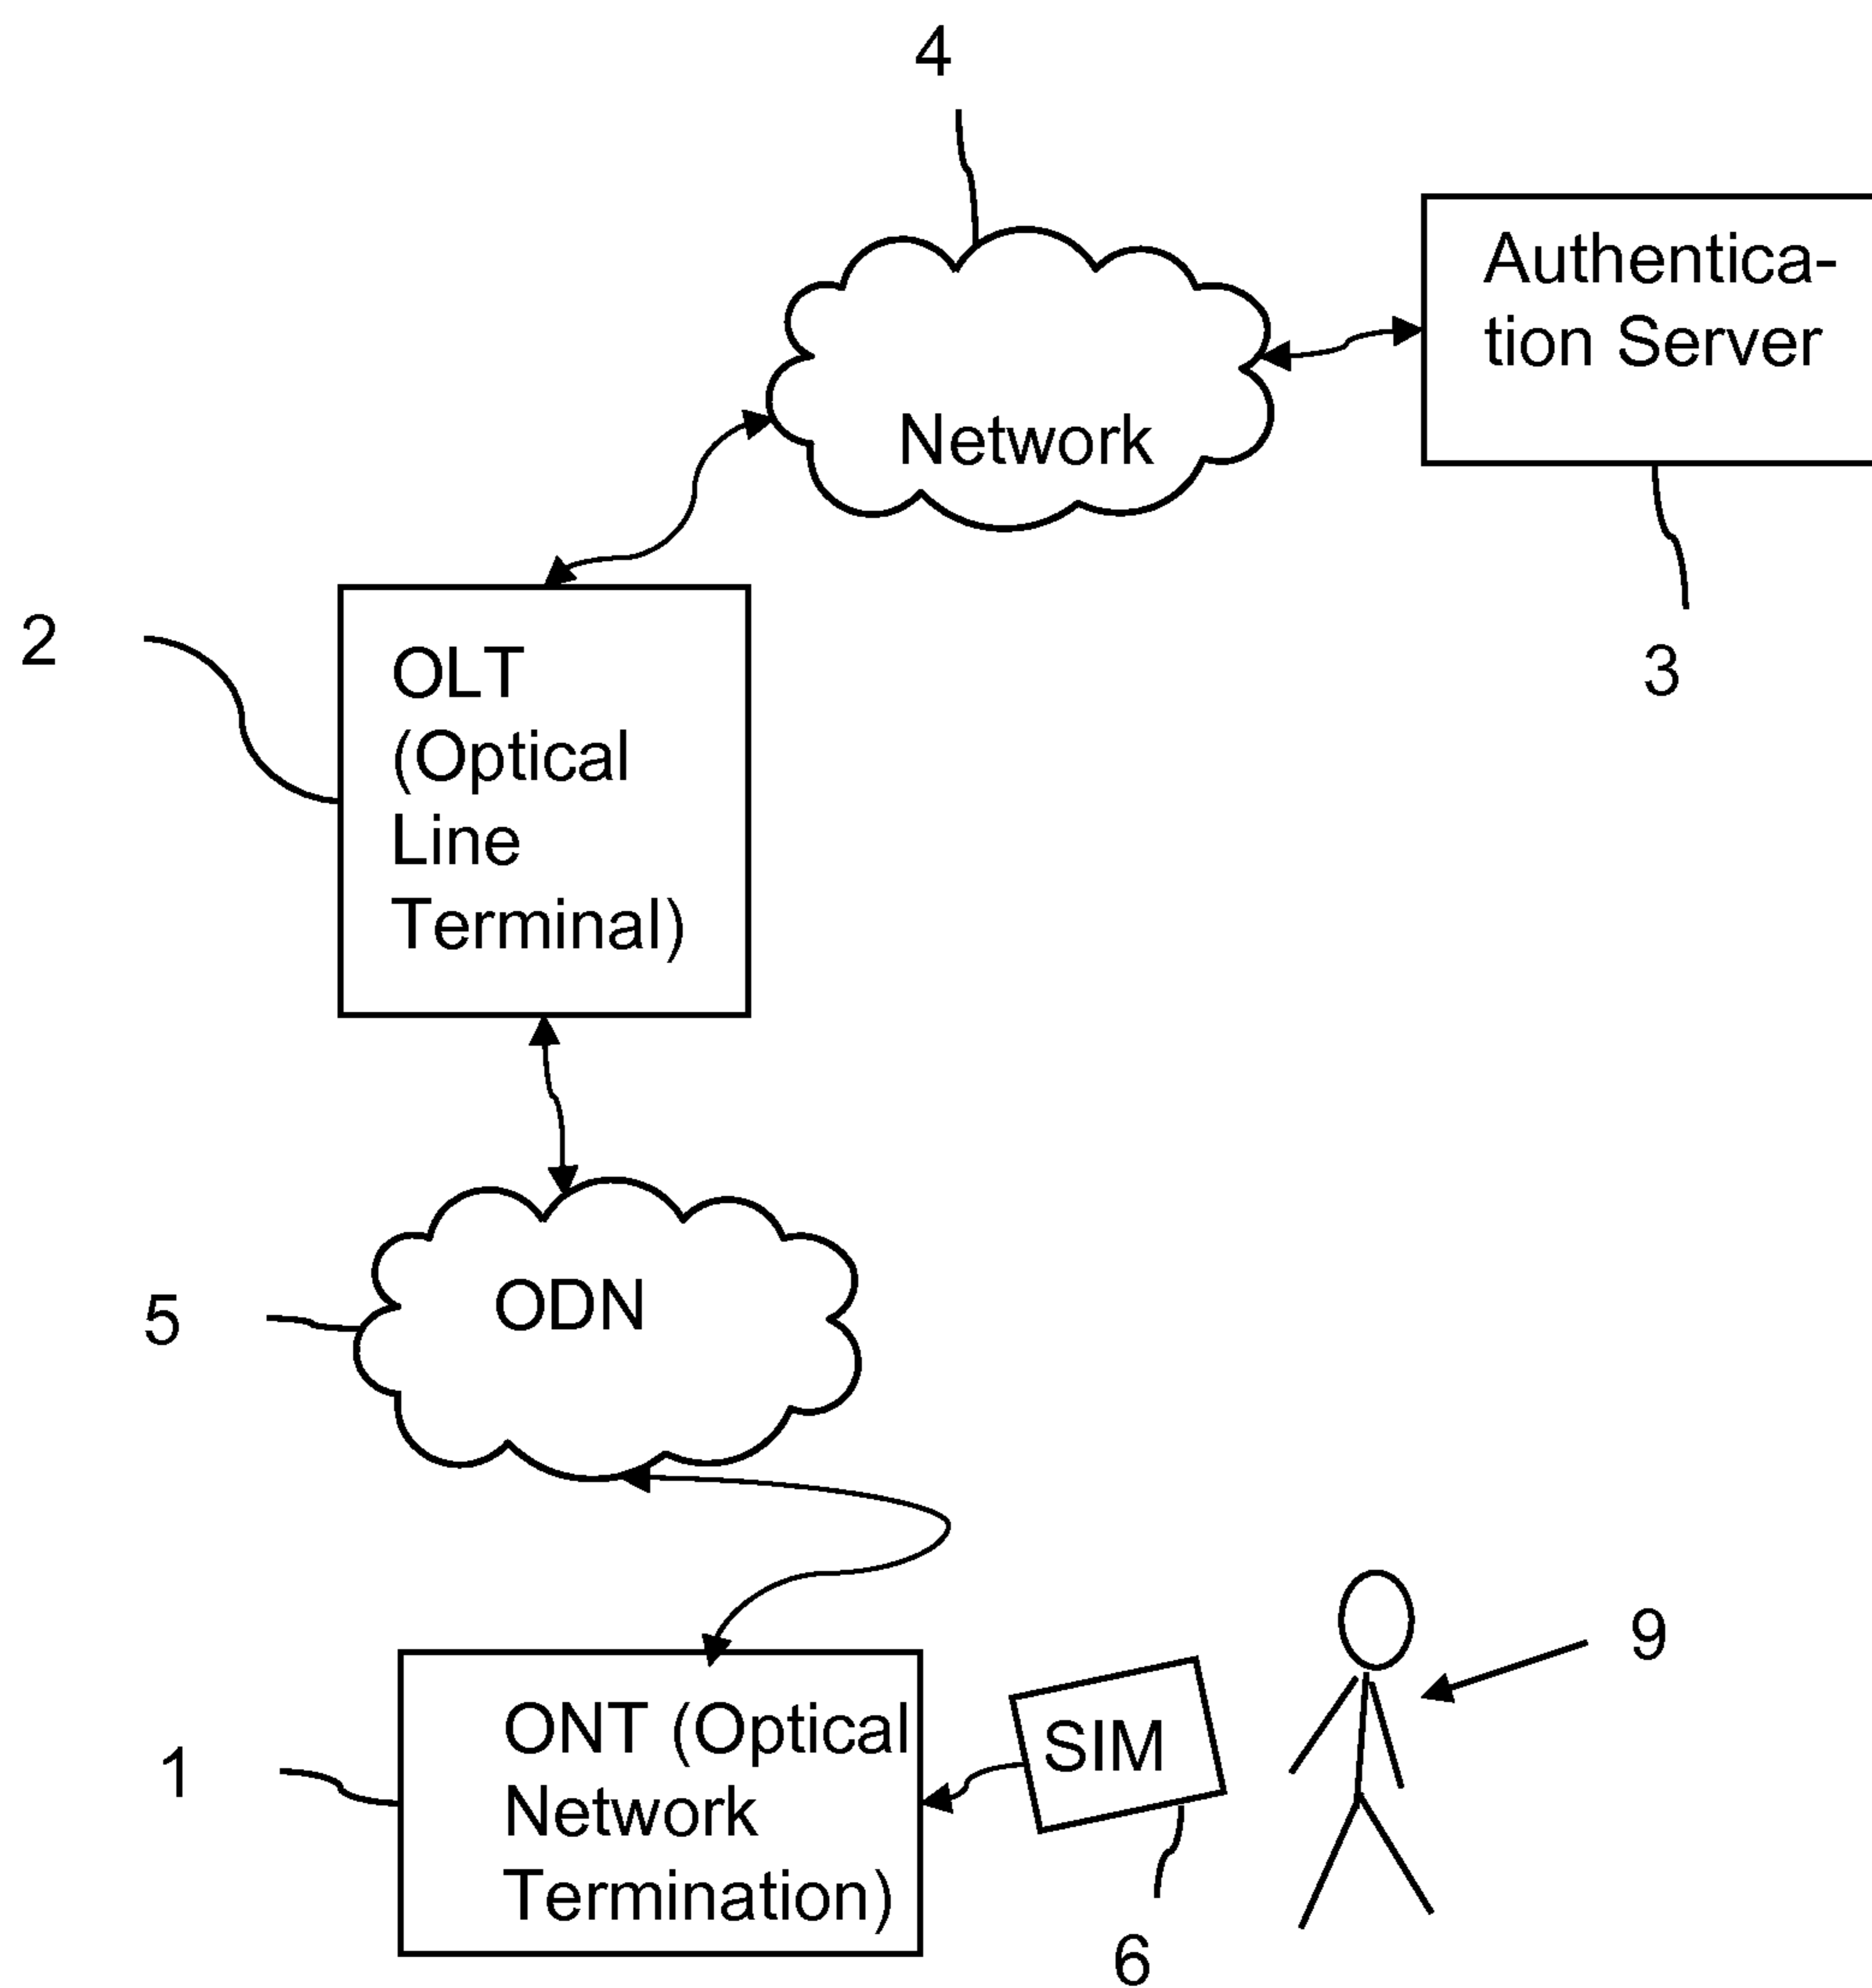 4
Authentica-
tion Server
Network
3
2
OLT
(Optical
Line
Terminal)
ODN
5
9
ONT (Optical
Network
Termination)
SIM
1
6